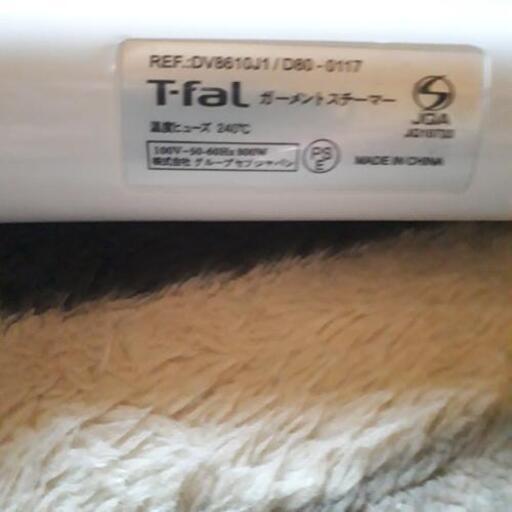 REF.:DV8610J1 / D80 - 0117
T-fal ガーメントスチーマー
温度ヒューズ 240℃
100V~50-60Hz 800W
株式会社 グループセブジャパン
PS
E
MADE IN CHINA
S
JQA